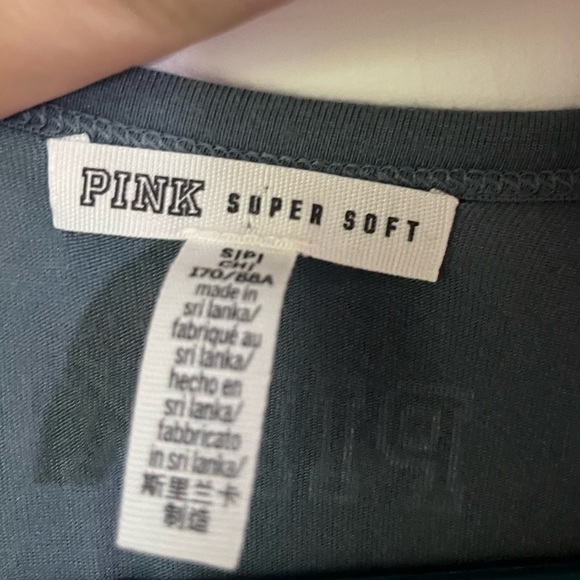 PINK SUPER SOFT
S|P|
CH|
170/88A
made in
sri lanka/
fabriqué au
sri lanka/
hecho en
sri lanka/
fabbricato
in sri lanka/
斯里兰卡
制造